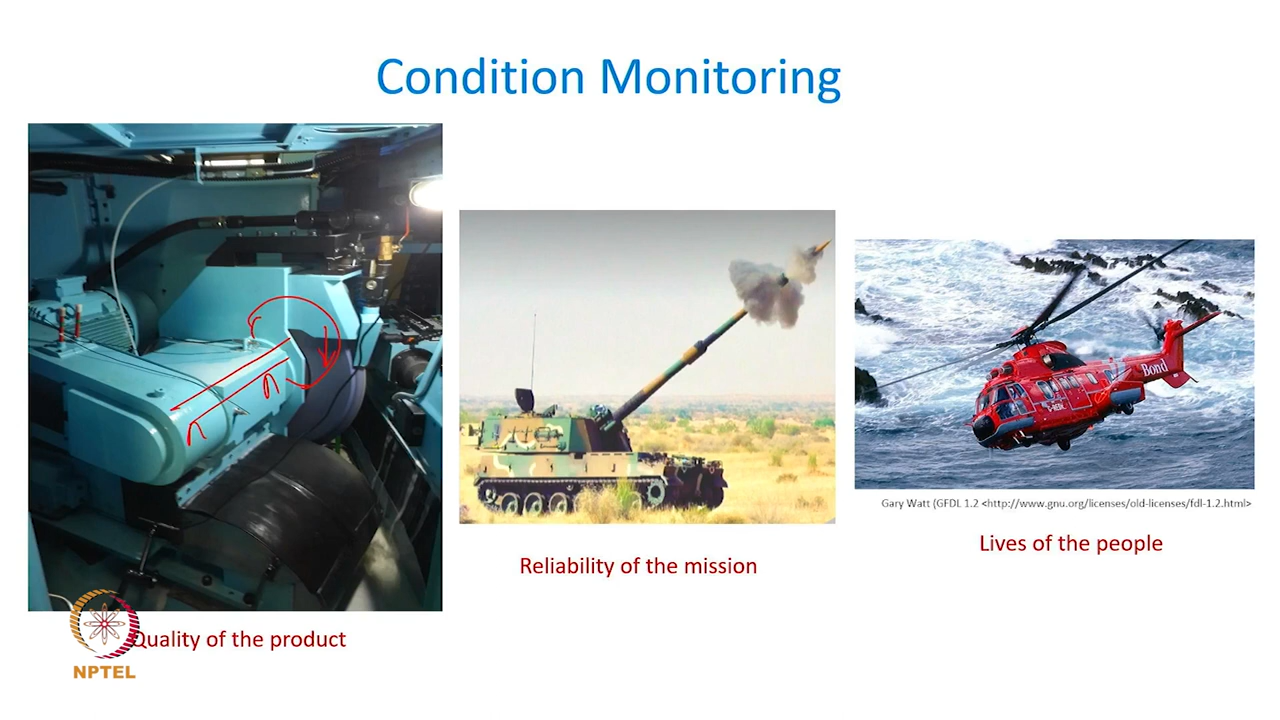 Condition Monitoring
Bond
Gary Watt (GFDL 1.2 <http://www.gnu.org/licenses/old-licenses/fdl-1.2.html>
Lives of the people
Reliability of the mission
Quality of the product
NPTEL